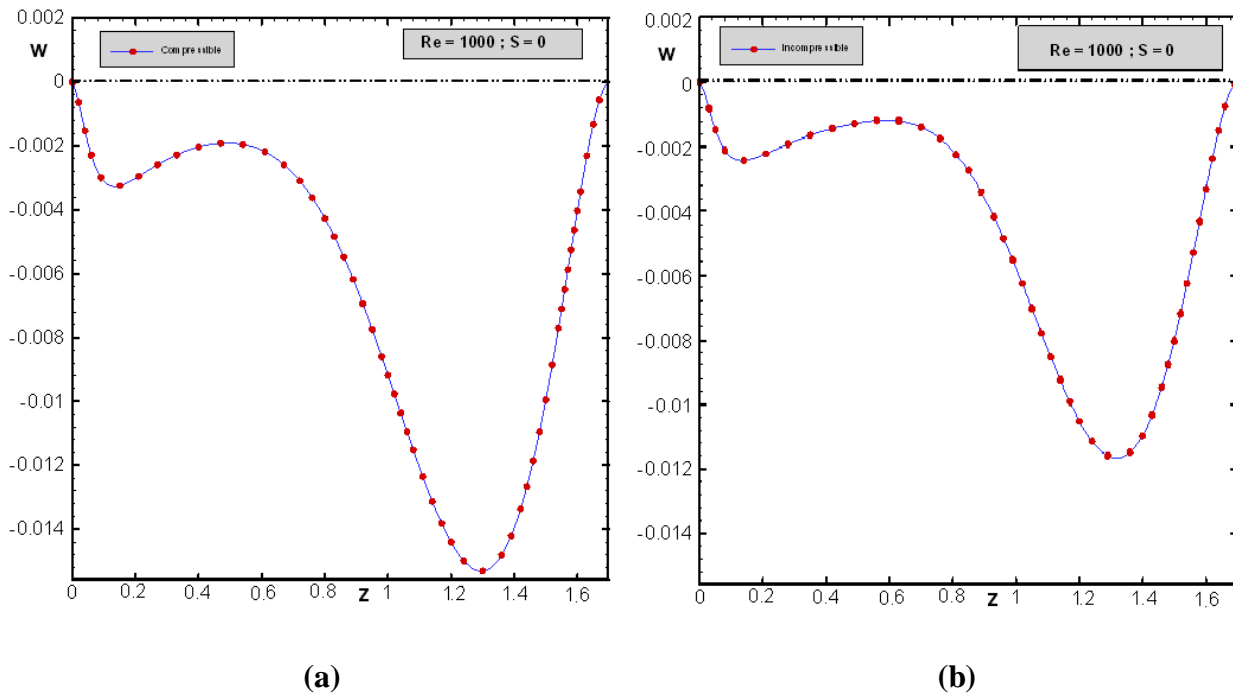 0.002
W
Compressible
Re = 1000 ; S = 0
0
-0.002
-0.004
-0.006
-0.008
-0.01
-0.012
-0.014
0 0.2 0.4 0.6 0.8 1 1.2 1.4 1.6
Z
(a)
0.002
W
Incompressible
Re = 1000 ; S = 0
0
-0.002
-0.004
-0.006
-0.008
-0.01
-0.012
-0.014
0 0.2 0.4 0.6 0.8 1 1.2 1.4 1.6
Z
(b)